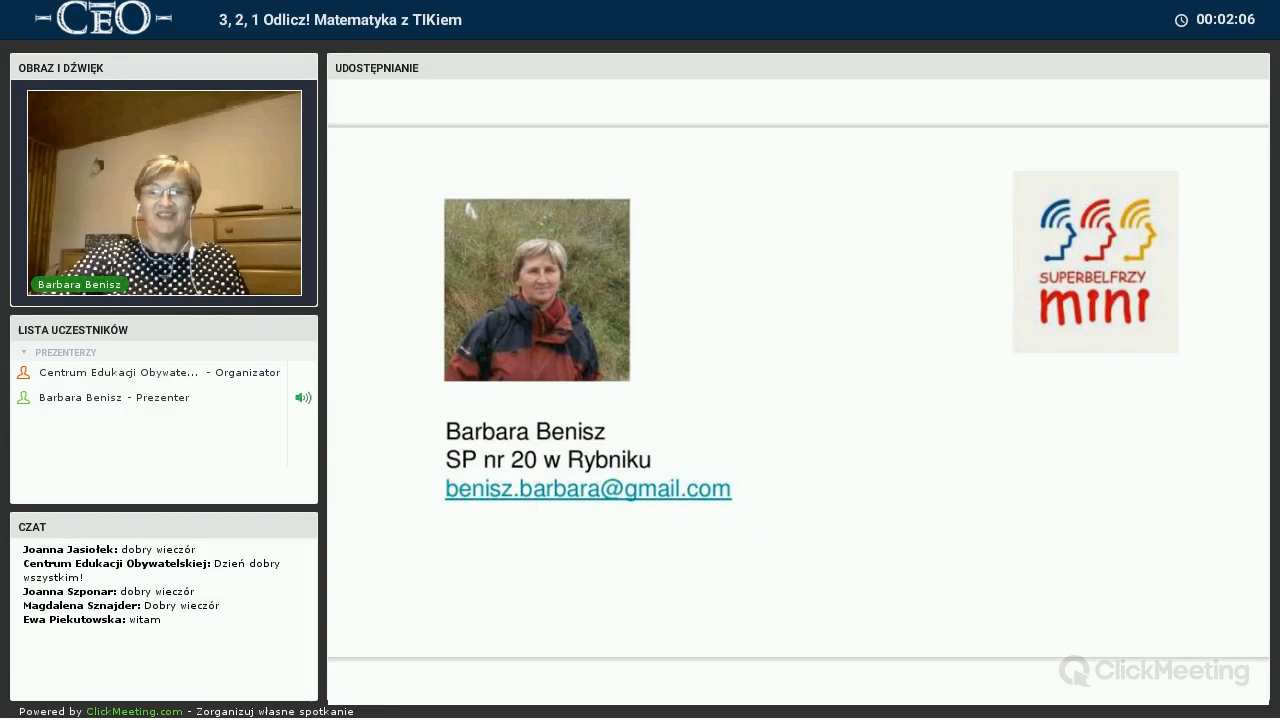 CEO
3, 2, 1 Odlicz! Matematyka z TIKiem
00:02:06
OBRAZ I DŹWIĘK
Barbara Benisz
LISTA UCZESTNIKÓW
PREZENTERZY
Centrum Edukacji Obywate... - Organizator
Barbara Benisz - Prezenter
CZAT
Joanna Jasiołek: dobry wieczór
Centrum Edukacji Obywatelskiej: Dzień dobry
wszystkim!
Joanna Szponar: dobry wieczór
Magdalena Sznajder: Dobry wieczór
Ewa Piekutowska: witam
UDOSTĘPNIANIE
SUPERBELFRZY
mini
Barbara Benisz
SP nr 20 w Rybniku
benisz.barbara@gmail.com
ClickMeeting
Powered by ClickMeeting.com - Zorganizuj własne spotkanie